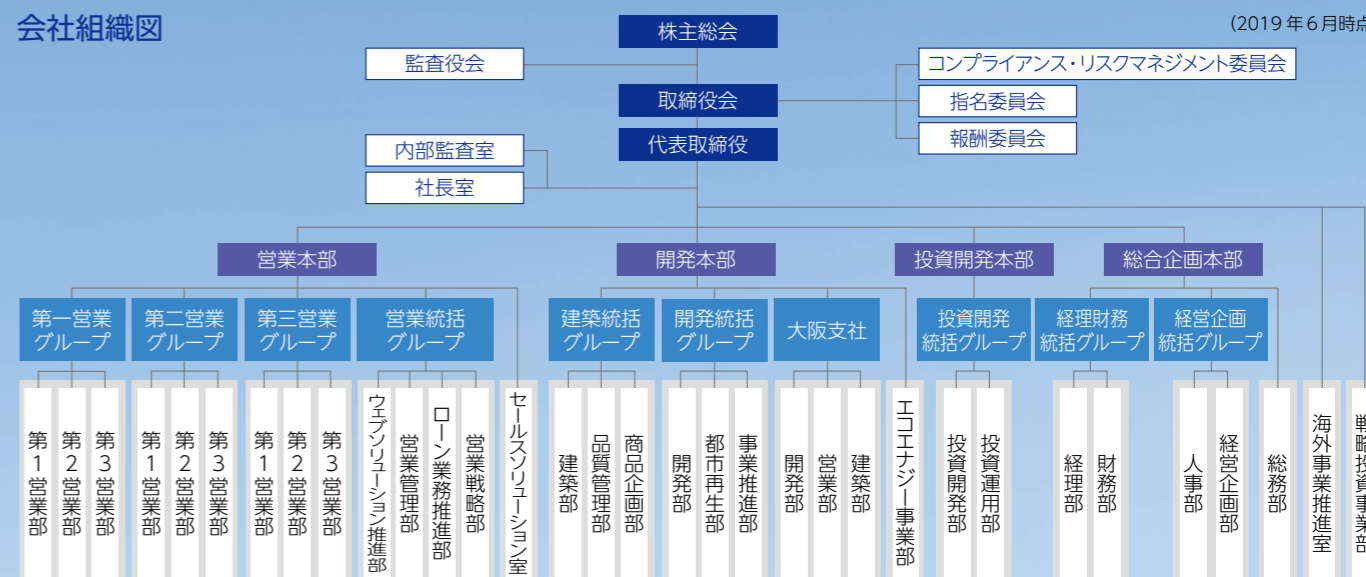 会社組織図
(2019年6月時点
株主総会
監査役会
コンプライアンス・リスクマネジメント委員会
取締役会
指名委員会
代表取締役
報酬委員会
内部監査室
社長室
営業本部
開発本部
投資開発本部
総合企画本部
第一営業
グループ
第二営業
グループ
第三営業
グループ
営業統括
グループ
建築統括
グループ
開発統括
グループ
大阪支社
投資開発
統括グループ
経理財務
統括グループ
経営企画
統括グループ
第1営業部
第2営業部
第3営業部
第1営業部
第2営業部
第3営業部
第1営業部
第2営業部
第3営業部
ウェブソリューション推進部
営業管理部
ローン業務推進部
営業戦略部
セールスソリューション室
建築部
品質管理部
商品企画部
開発部
都市再生部
事業推進部
開発部
営業部
建築部
エコエナジー事業部
投資開発部
投資運用部
経理部
財務部
人事部
経営企画部
総務部
海外事業推進室
戦略投資事業部